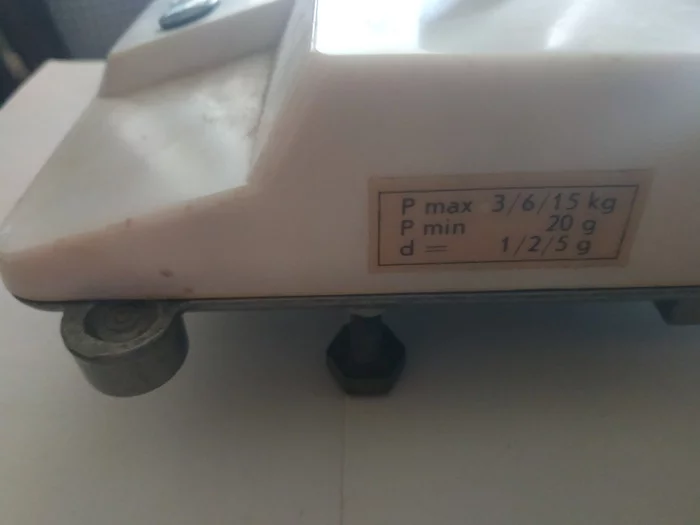 P max 3/6/15 kg
P min 20 g
d = 1/2/5 g